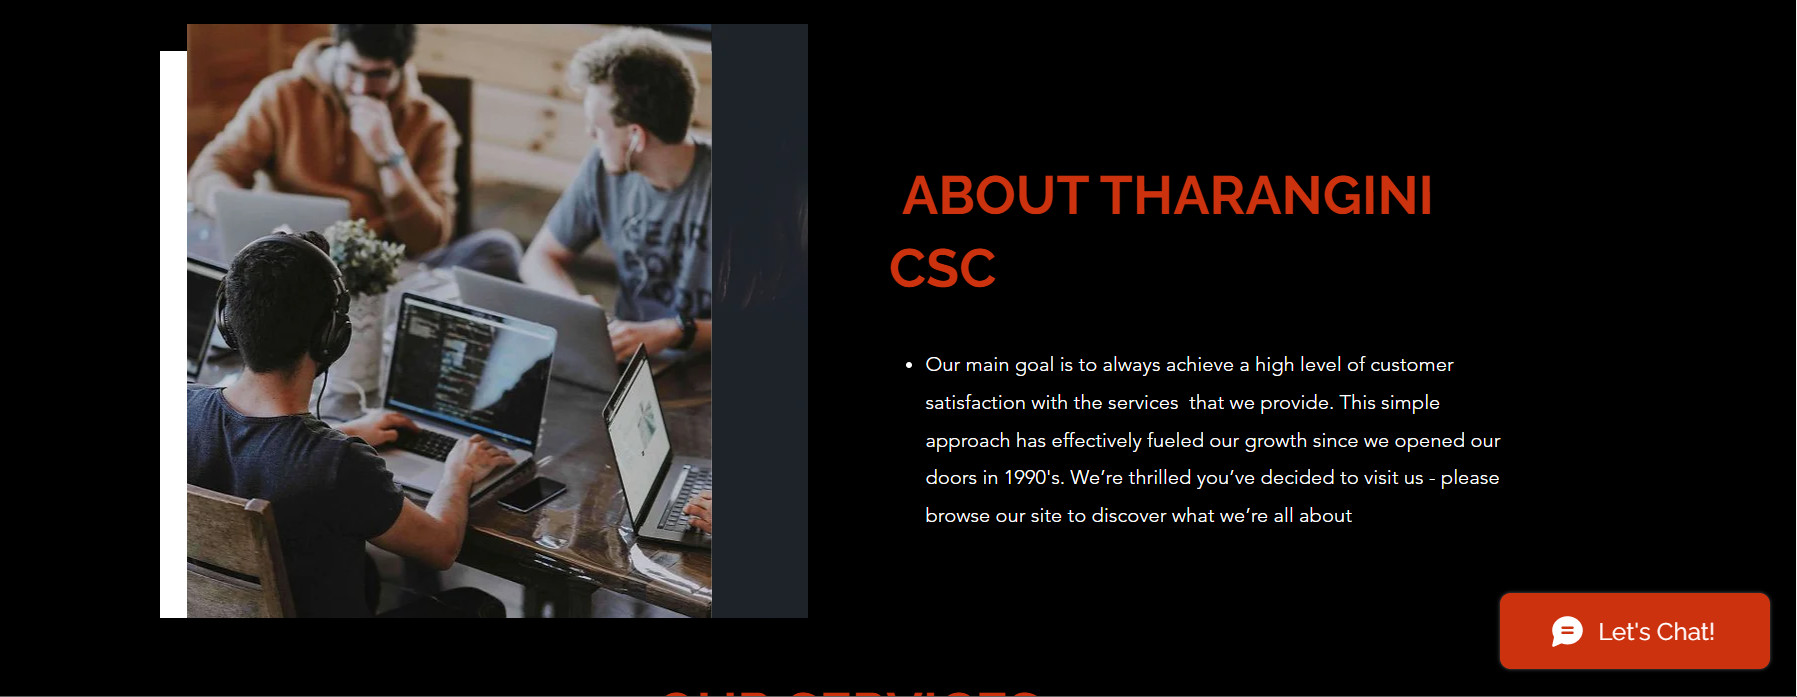 ABOUT THARANGINI
CSC
• Our main goal is to always achieve a high level of customer
satisfaction with the services  that we provide. This simple
approach has effectively fueled our growth since we opened our
doors in 1990's. We’re thrilled you’ve decided to visit us - please
browse our site to discover what we’re all about
Let's Chat!
OUR SERVICES